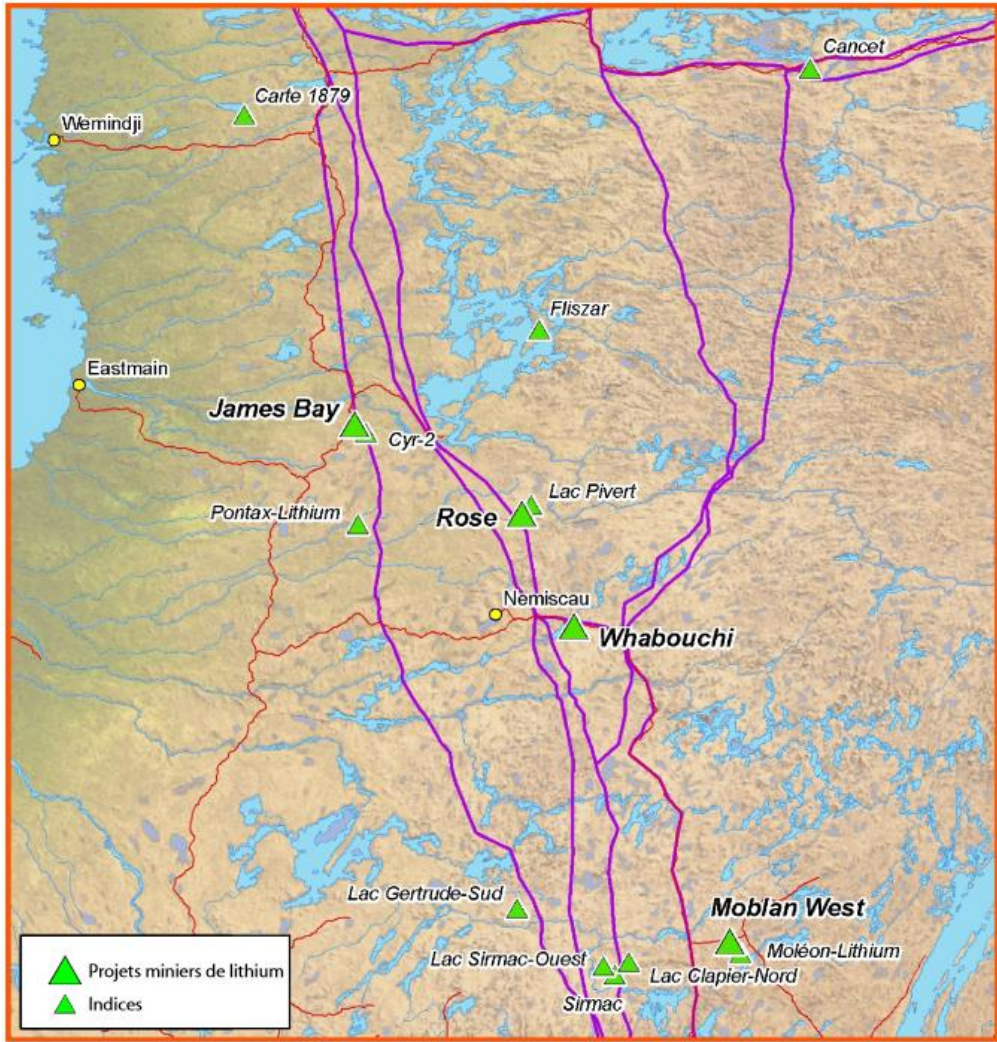 Cancet
Carte 1879
Wemindji
Fliszar
Eastmain
James Bay
Cyr-2
Lac Pivert
Pontax-Lithium
Rose
Nemiscau
Whabouchi
Lac Gertrude-Sud
Moblan West
Lac Sirmac-Ouest
Moléon-Lithium
Lac Clapier-Nord
Sirmac
Projets miniers de lithium
Indices